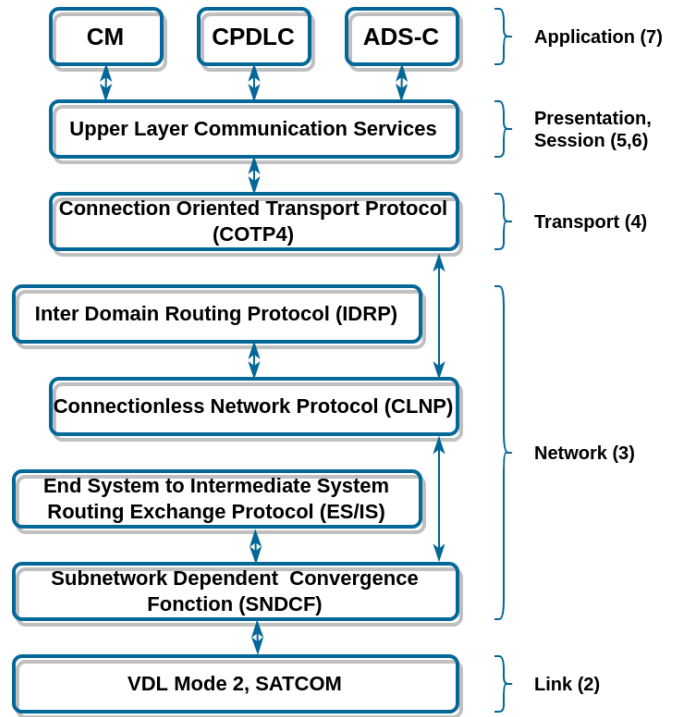 CM
CPDLC
ADS-C
Application (7)
Upper Layer Communication Services
Presentation,
Session (5,6)
Connection Oriented Transport Protocol
(COTP4)
Transport (4)
Inter Domain Routing Protocol (IDRP)
Connectionless Network Protocol (CLNP)
Network (3)
End System to Intermediate System
Routing Exchange Protocol (ES/IS)
Subnetwork Dependent  Convergence
Fonction (SNDCF)
VDL Mode 2, SATCOM
Link (2)